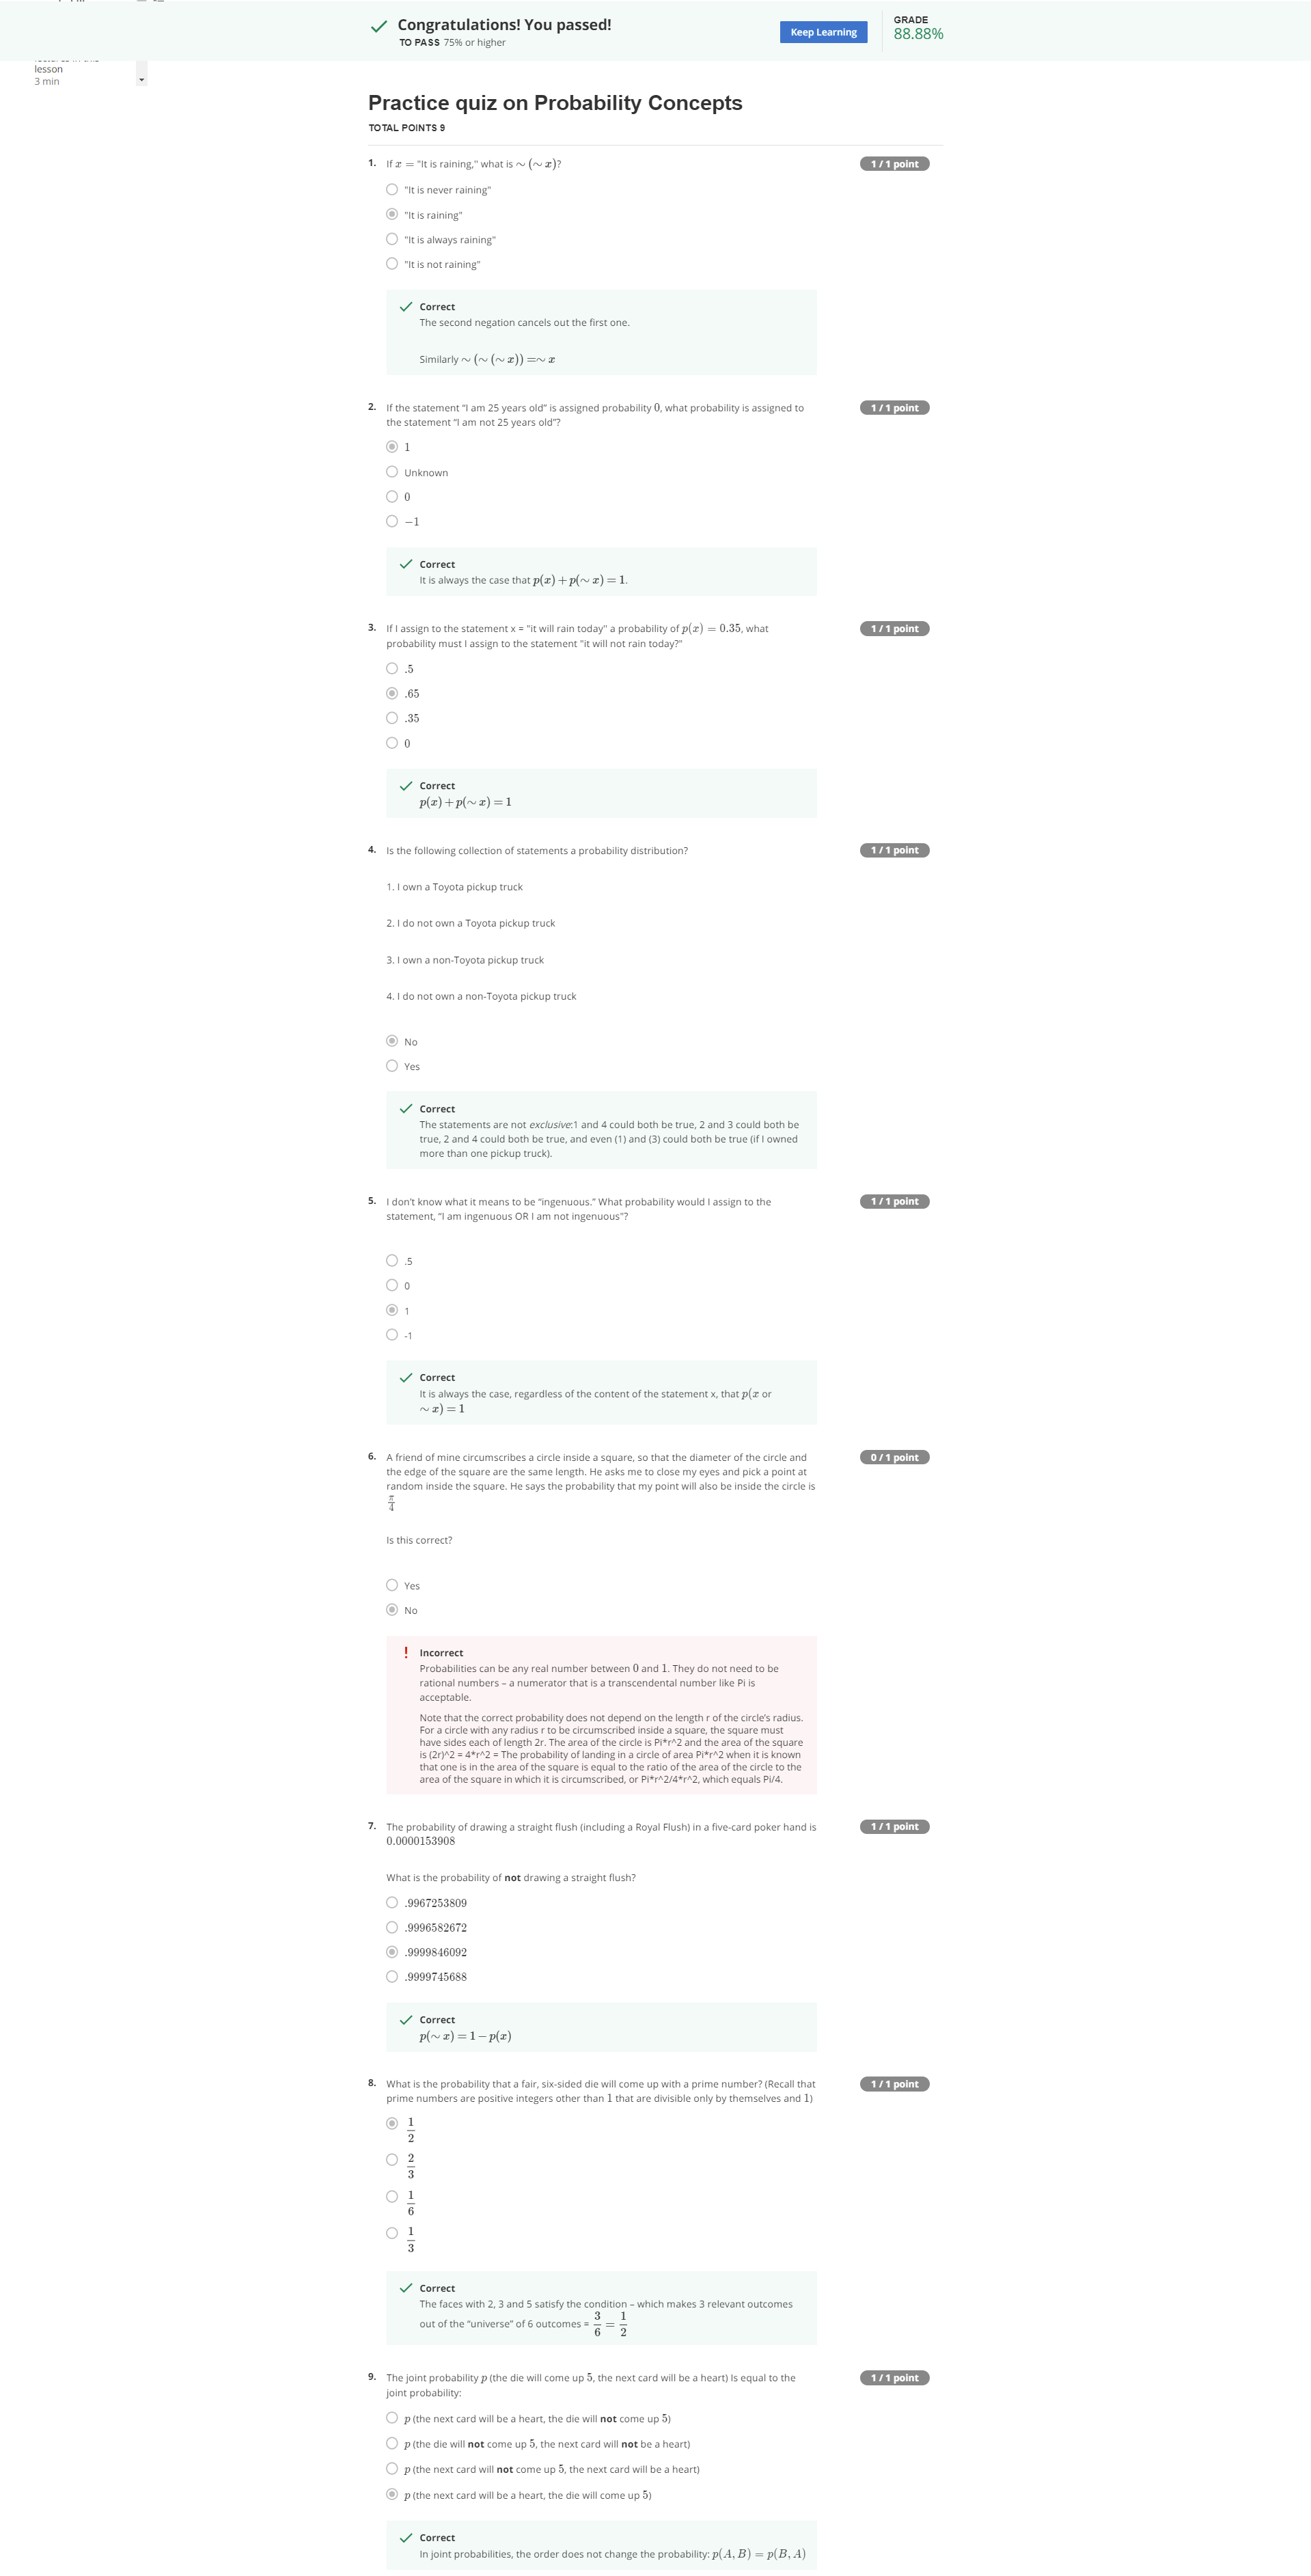 Congratulations! You passed!
TO PASS 75% or higher
Keep Learning
GRADE
88.88%
lesson
3 min
Practice quiz on Probability Concepts
TOTAL POINTS 9
1. If x = "It is raining," what is ∼ (∼ x)?
1 / 1 point
"It is never raining"
"It is raining"
"It is always raining"
"It is not raining"
Correct
The second negation cancels out the first one.
Similarly ∼ (∼ (∼ x)) =∼ x
2. If the statement “I am 25 years old” is assigned probability 0, what probability is assigned to
the statement “I am not 25 years old”?
1 / 1 point
1
Unknown
0
−1
Correct
It is always the case that p(x) + p(∼ x) = 1.
3. If I assign to the statement x = "it will rain today" a probability of p(x) = 0.35, what
probability must I assign to the statement "it will not rain today?"
1 / 1 point
.5
.65
.35
0
Correct
p(x) + p(∼ x) = 1
4. Is the following collection of statements a probability distribution?
1 / 1 point
1. I own a Toyota pickup truck
2. I do not own a Toyota pickup truck
3. I own a non-Toyota pickup truck
4. I do not own a non-Toyota pickup truck
No
Yes
Correct
The statements are not exclusive:1 and 4 could both be true, 2 and 3 could both be
true, 2 and 4 could both be true, and even (1) and (3) could both be true (if I owned
more than one pickup truck).
5. I don’t know what it means to be “ingenuous.” What probability would I assign to the
statement, “I am ingenuous OR I am not ingenuous”?
1 / 1 point
.5
0
1
-1
Correct
It is always the case, regardless of the content of the statement x, that p(x or
∼ x) = 1
6. A friend of mine circumscribes a circle inside a square, so that the diameter of the circle and
the edge of the square are the same length. He asks me to close my eyes and pick a point at
random inside the square. He says the probability that my point will also be inside the circle is
π/4
0 / 1 point
Is this correct?
Yes
No
Incorrect
Probabilities can be any real number between 0 and 1. They do not need to be
rational numbers – a numerator that is a transcendental number like Pi is
acceptable.
Note that the correct probability does not depend on the length r of the circle’s radius.
For a circle with any radius r to be circumscribed inside a square, the square must
have sides each of length 2r. The area of the circle is Pi*r^2 and the area of the square
is (2r)^2 = 4*r^2 = The probability of landing in a circle of area Pi*r^2 when it is known
that one is in the area of the square is equal to the ratio of the area of the circle to the
area of the square in which it is circumscribed, or Pi*r^2/4*r^2, which equals Pi/4.
7. The probability of drawing a straight flush (including a Royal Flush) in a five-card poker hand is
0.0000153908
1 / 1 point
What is the probability of not drawing a straight flush?
.9967253809
.9996582672
.9999846092
.9999745688
Correct
p(∼ x) = 1 − p(x)
8. What is the probability that a fair, six-sided die will come up with a prime number? (Recall that
prime numbers are positive integers other than 1 that are divisible only by themselves and 1)
1 / 1 point
1/2
2/3
1/6
1/3
Correct
The faces with 2, 3 and 5 satisfy the condition – which makes 3 relevant outcomes
out of the “universe” of 6 outcomes = 3/6 = 1/2
9. The joint probability p (the die will come up 5, the next card will be a heart) Is equal to the
joint probability:
1 / 1 point
p (the next card will be a heart, the die will not come up 5)
p (the die will not come up 5, the next card will not be a heart)
p (the next card will not come up 5, the next card will be a heart)
p (the next card will be a heart, the die will come up 5)
Correct
In joint probabilities, the order does not change the probability: p(A, B) = p(B, A)